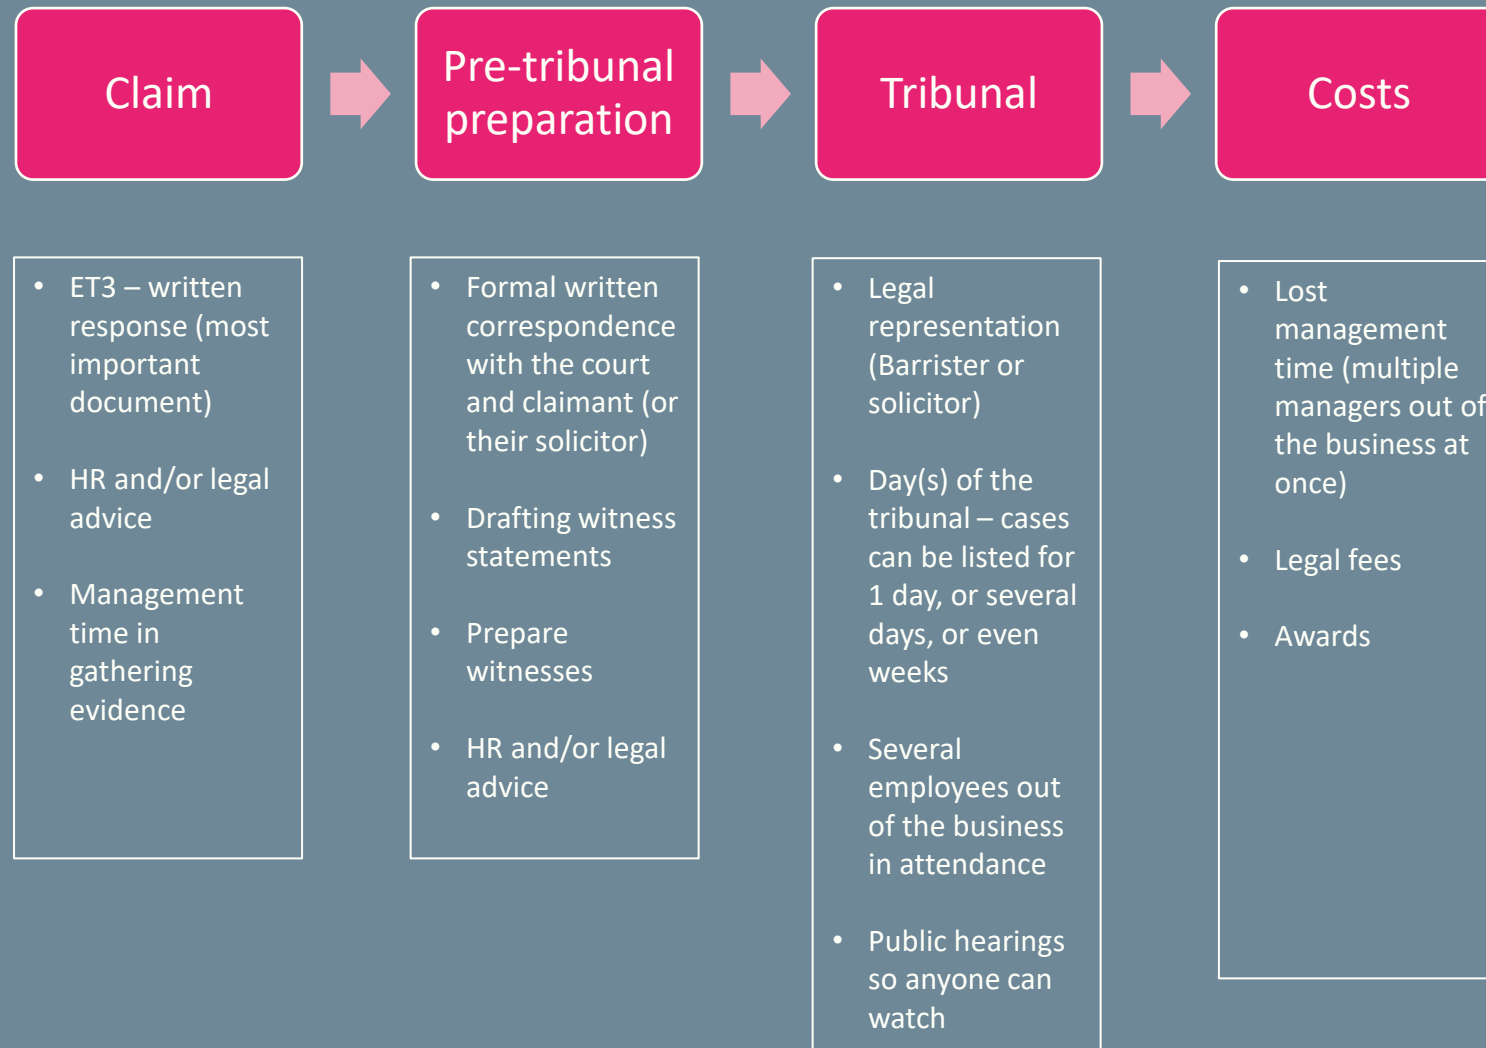 Claim
Pre-tribunal
preparation
Tribunal
Costs
• ET3 – written
response (most
important
document)
• HR and/or legal
advice
• Management
time in
gathering
evidence
• Formal written
correspondence
with the court
and claimant (or
their solicitor)
• Drafting witness
statements
• Prepare
witnesses
• HR and/or legal
advice
• Legal
representation
(Barrister or
solicitor)
• Day(s) of the
tribunal – cases
can be listed for
1 day, or several
days, or even
weeks
• Several
employees out
of the business
in attendance
• Public hearings
so anyone can
watch
• Lost
management
time (multiple
managers out of
the business at
once)
• Legal fees
• Awards